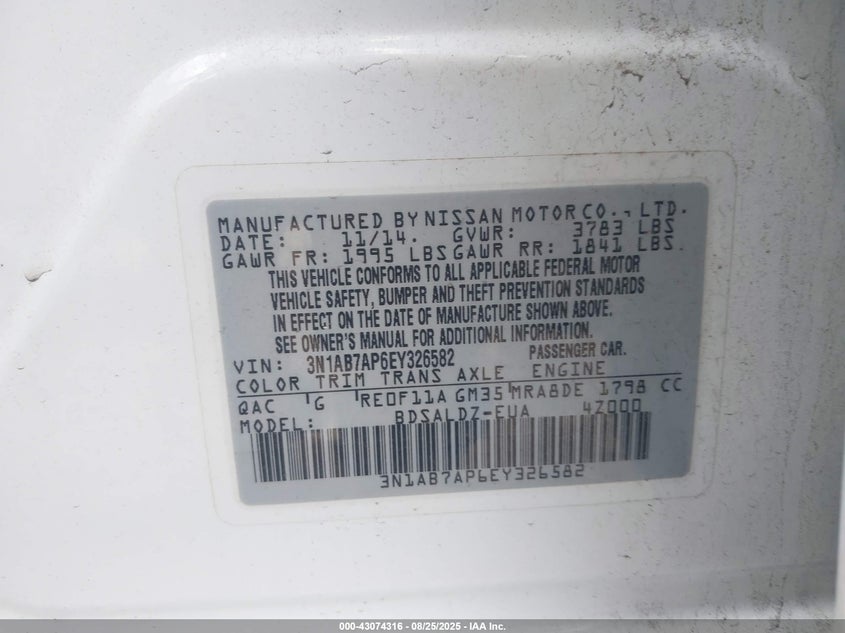 MANUFACTURED BY NISSAN MOTOR CO., LTD.
DATE: 11/14. GVWR: 3783 LBS
GAWR FR: 1995 LBS GAWR RR: 1841 LBS.
THIS VEHICLE CONFORMS TO ALL APPLICABLE FEDERAL MOTOR
VEHICLE SAFETY, BUMPER AND THEFT PREVENTION STANDARDS
IN EFFECT ON THE DATE OF MANUFACTURE SHOWN ABOVE.
SEE OWNER'S MANUAL FOR ADDITIONAL INFORMATION.
VIN: 3N1AB7AP6EY326582 PASSENGER CAR.
COLOR TRIM TRANS AXLE ENGINE
QAC G RE0F11A GM35 MRA8DE 1798 CC
MODEL: BDSALDZ-EUA 4Z000
3N1AB7AP6EY326582
000-43074316 - 08/25/2025 - IAA Inc.